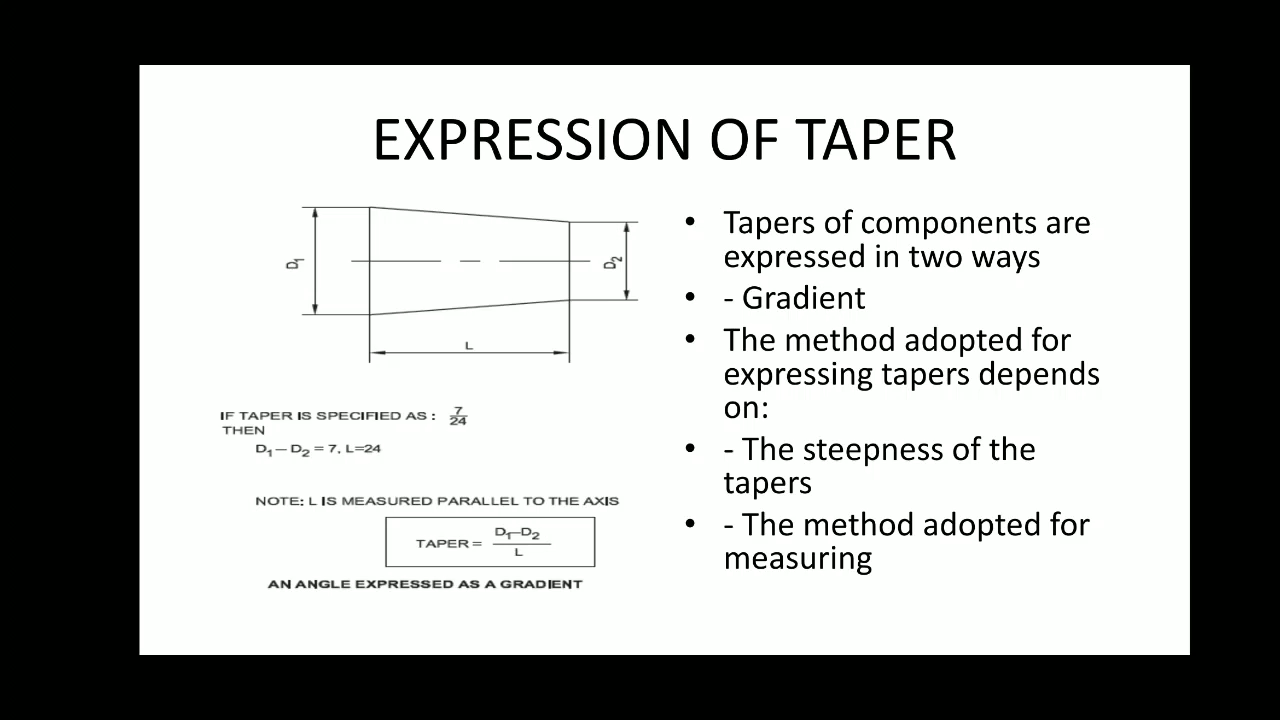 EXPRESSION OF TAPER
D1
D2
L
IF TAPER IS SPECIFIED AS : 7/24
THEN
D1 – D2 = 7, L=24
NOTE: L IS MEASURED PARALLEL TO THE AXIS
TAPER = D1–D2 / L
AN ANGLE EXPRESSED AS A GRADIENT
• Tapers of components are
expressed in two ways
• - Gradient
• The method adopted for
expressing tapers depends
on:
• - The steepness of the
tapers
• - The method adopted for
measuring